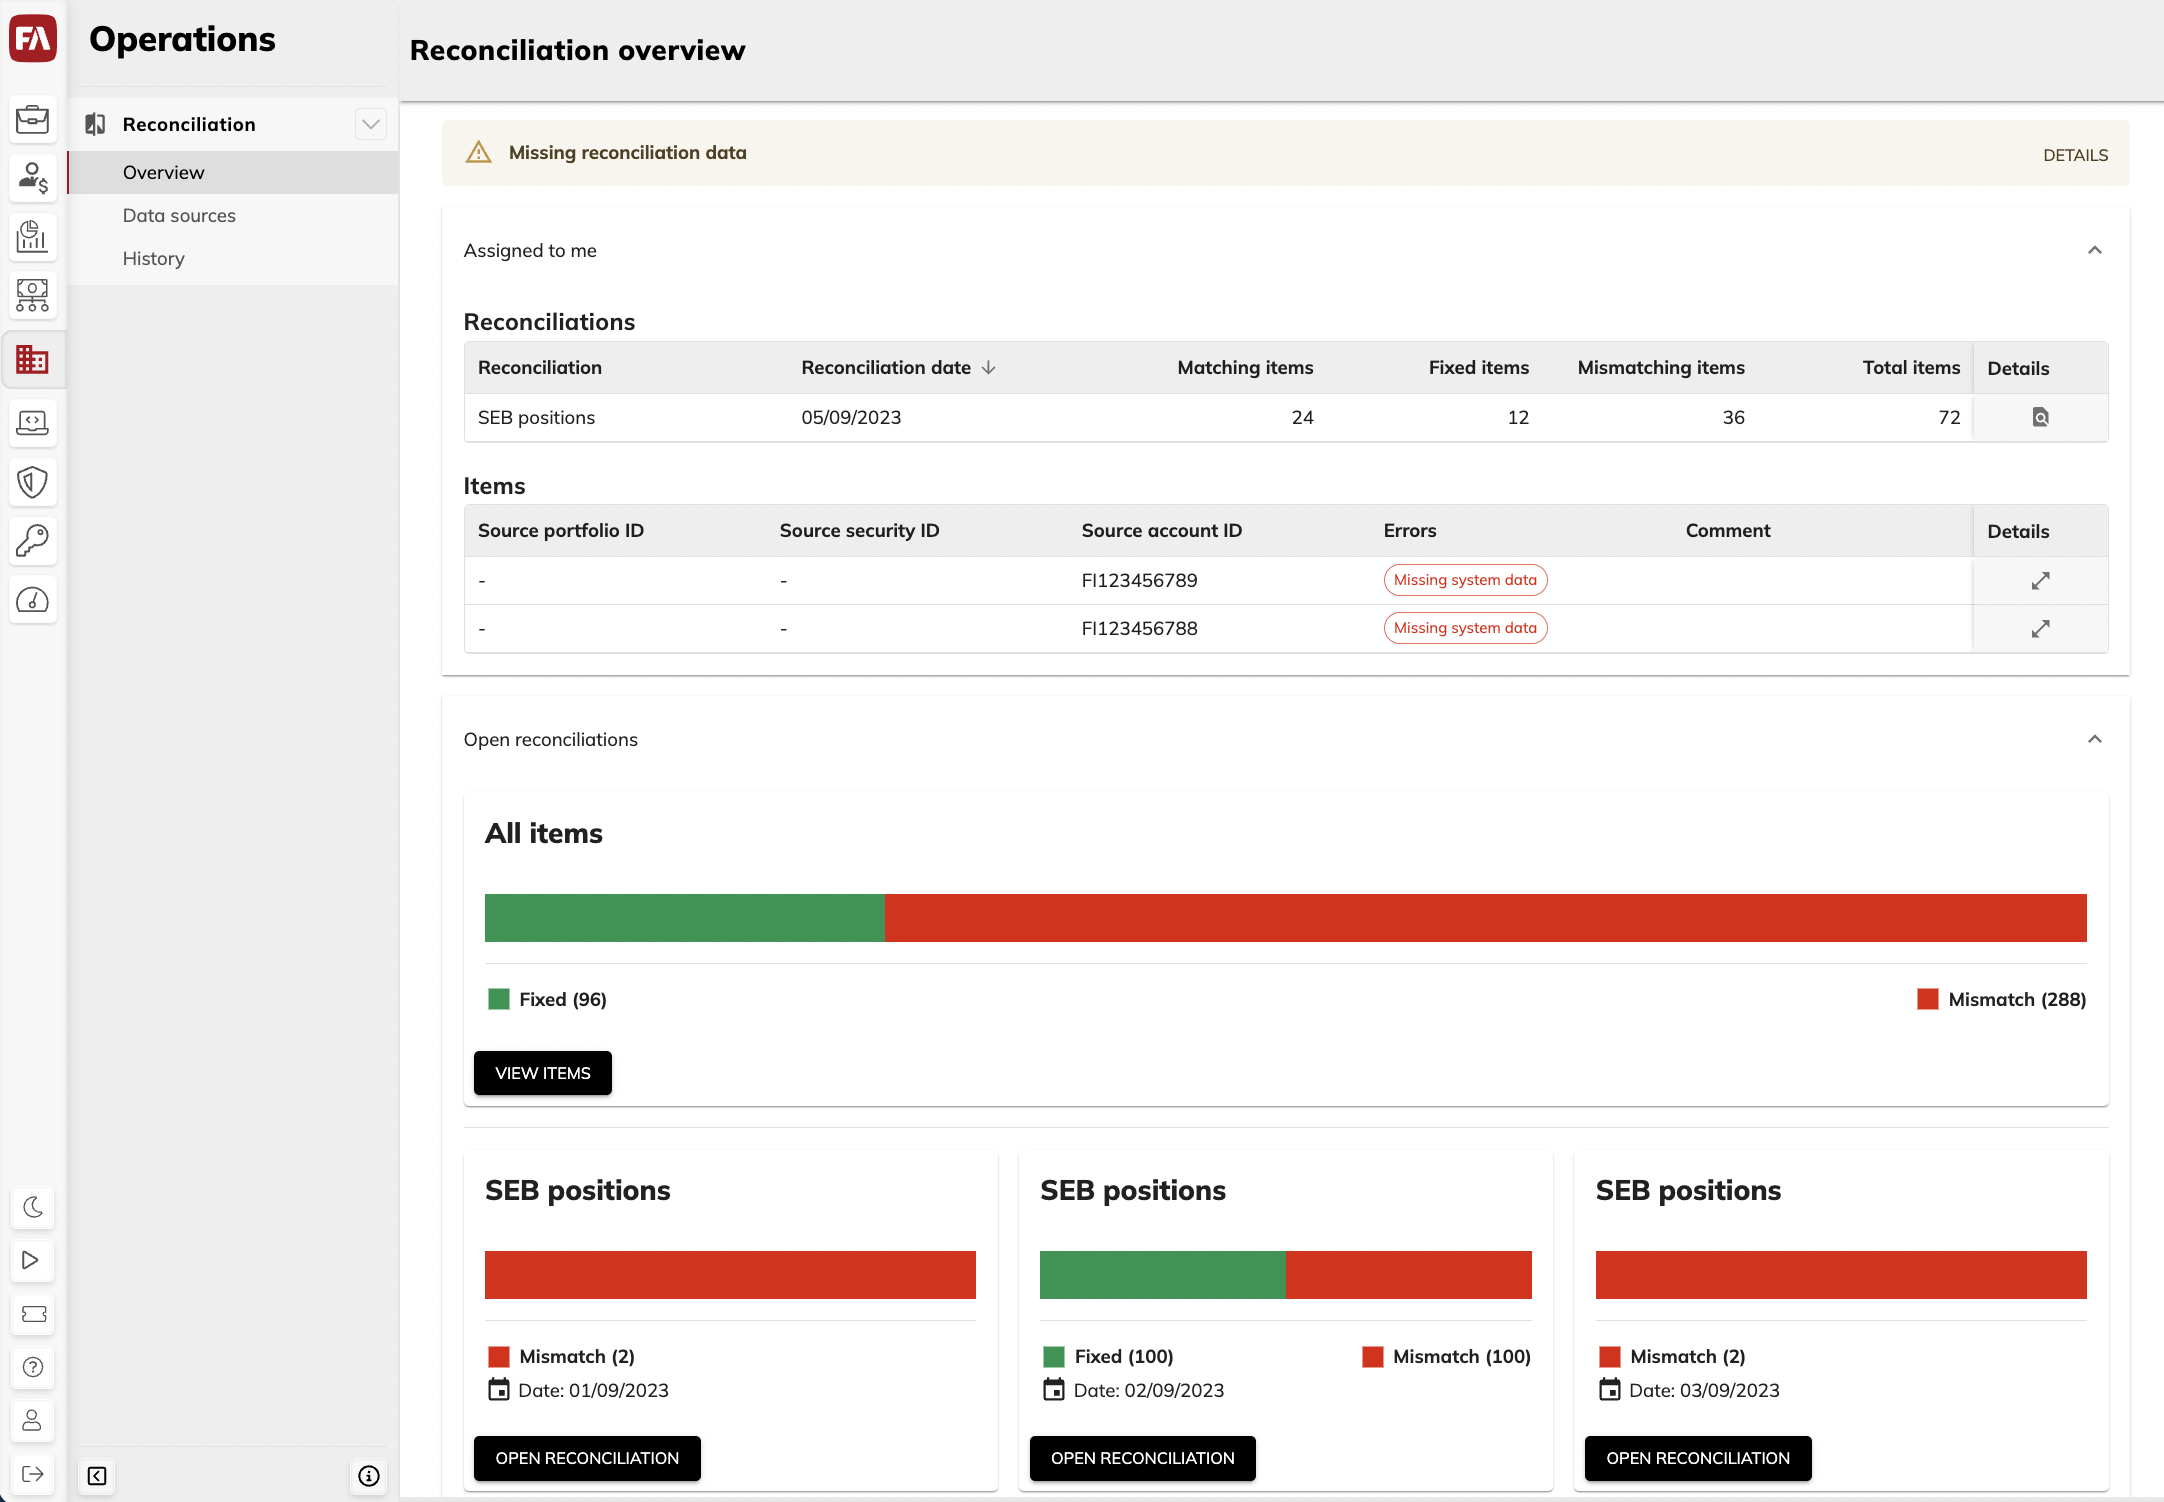 FA
Operations
Reconciliation overview
Reconciliation
Overview
Data sources
History
Missing reconciliation data
DETAILS
Assigned to me
Reconciliations
Reconciliation Reconciliation date Matching items Fixed items Mismatching items Total items Details
SEB positions 05/09/2023 24 12 36 72
Items
Source portfolio ID Source security ID Source account ID Errors Comment Details
- - FI123456789 Missing system data
- - FI123456788 Missing system data
Open reconciliations
All items
Fixed (96) Mismatch (288)
VIEW ITEMS
SEB positions SEB positions SEB positions
Mismatch (2) Fixed (100) Mismatch (100) Mismatch (2)
Date: 01/09/2023 Date: 02/09/2023 Date: 03/09/2023
OPEN RECONCILIATION OPEN RECONCILIATION OPEN RECONCILIATION